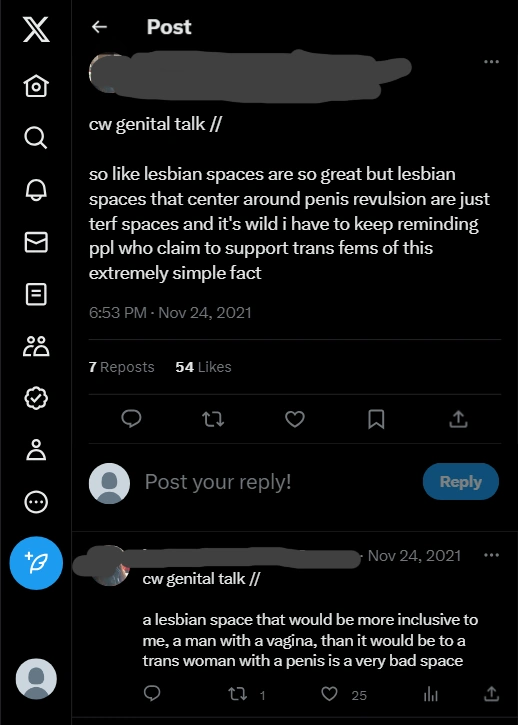 Post
cw genital talk //
so like lesbian spaces are so great but lesbian
spaces that center around penis revulsion are just
terf spaces and it's wild i have to keep reminding
ppl who claim to support trans fems of this
extremely simple fact
6:53 PM · Nov 24, 2021
7 Reposts 54 Likes
Post your reply!
Reply
· Nov 24, 2021
cw genital talk //
a lesbian space that would be more inclusive to
me, a man with a vagina, than it would be to a
trans woman with a penis is a very bad space
1 25